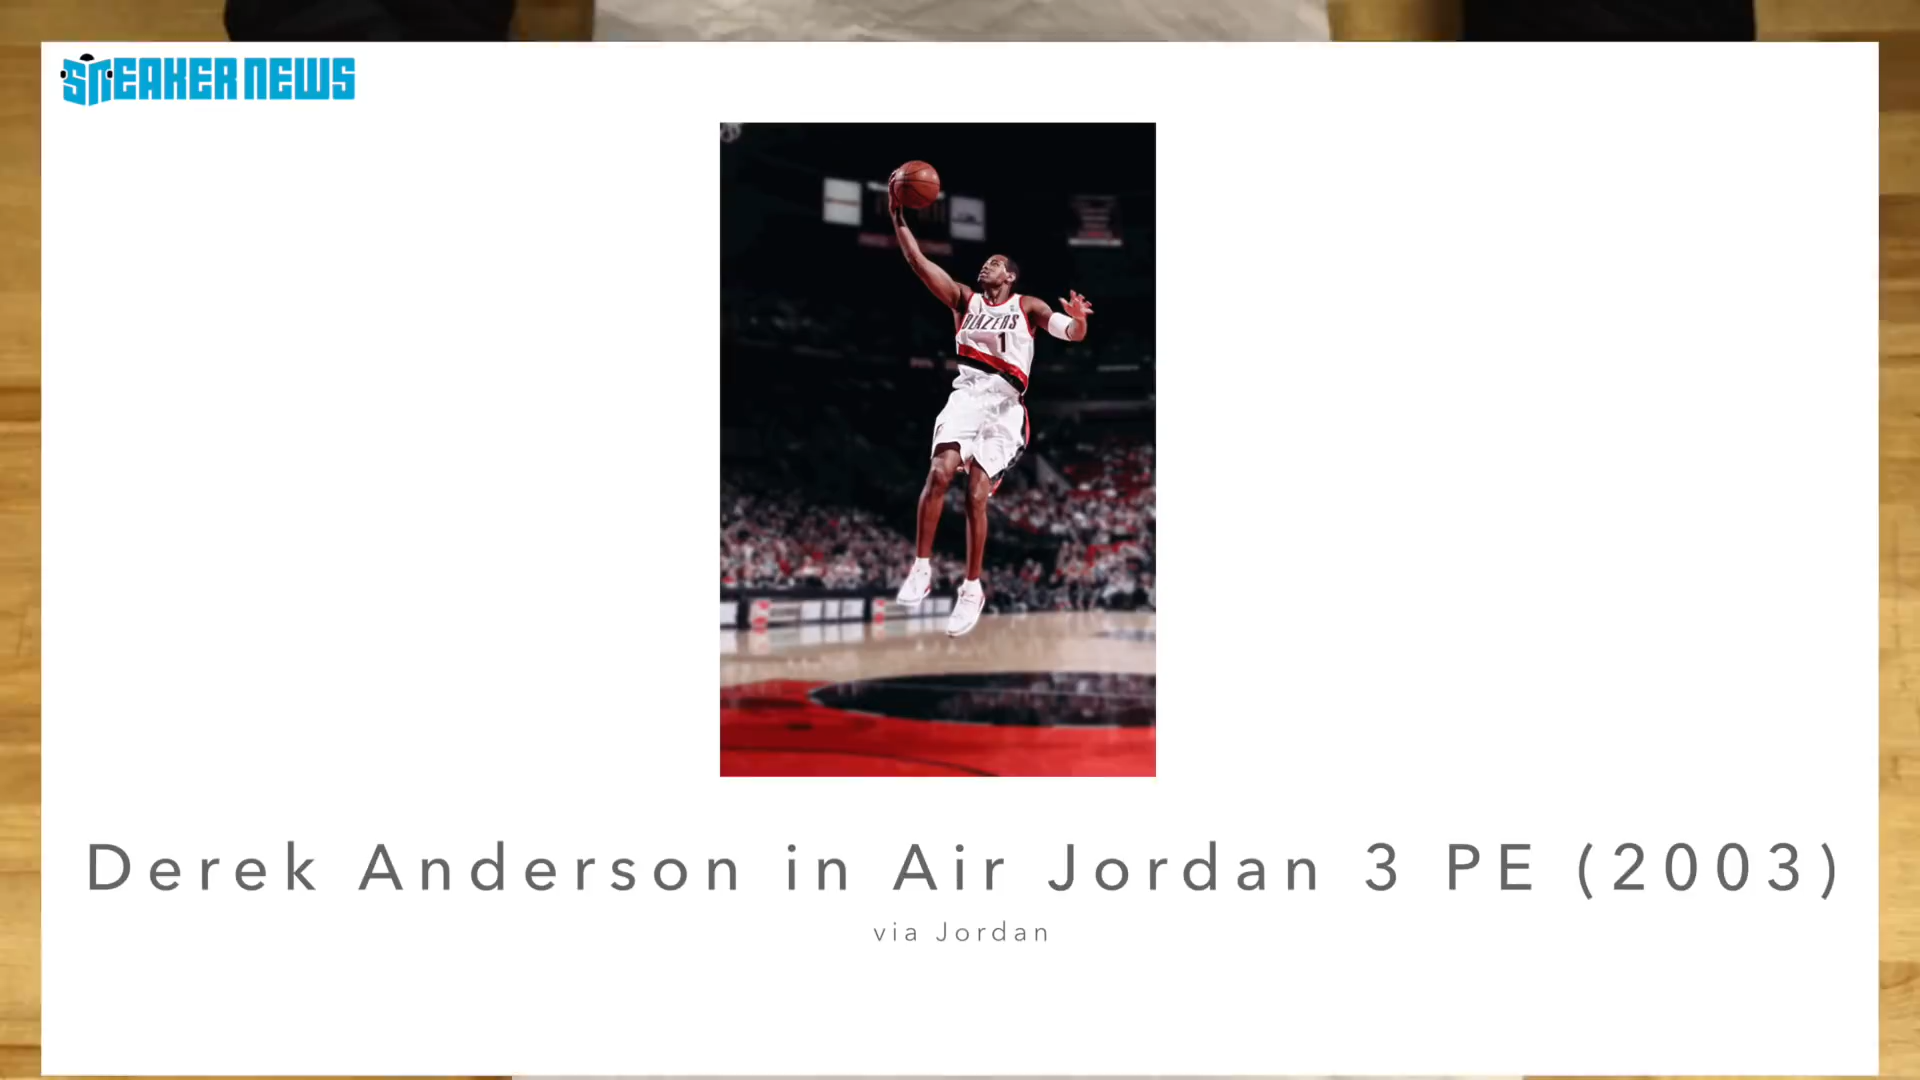 SNEAKER NEWS
BLAZERS
1
Derek Anderson in Air Jordan 3 PE (2003)
via Jordan